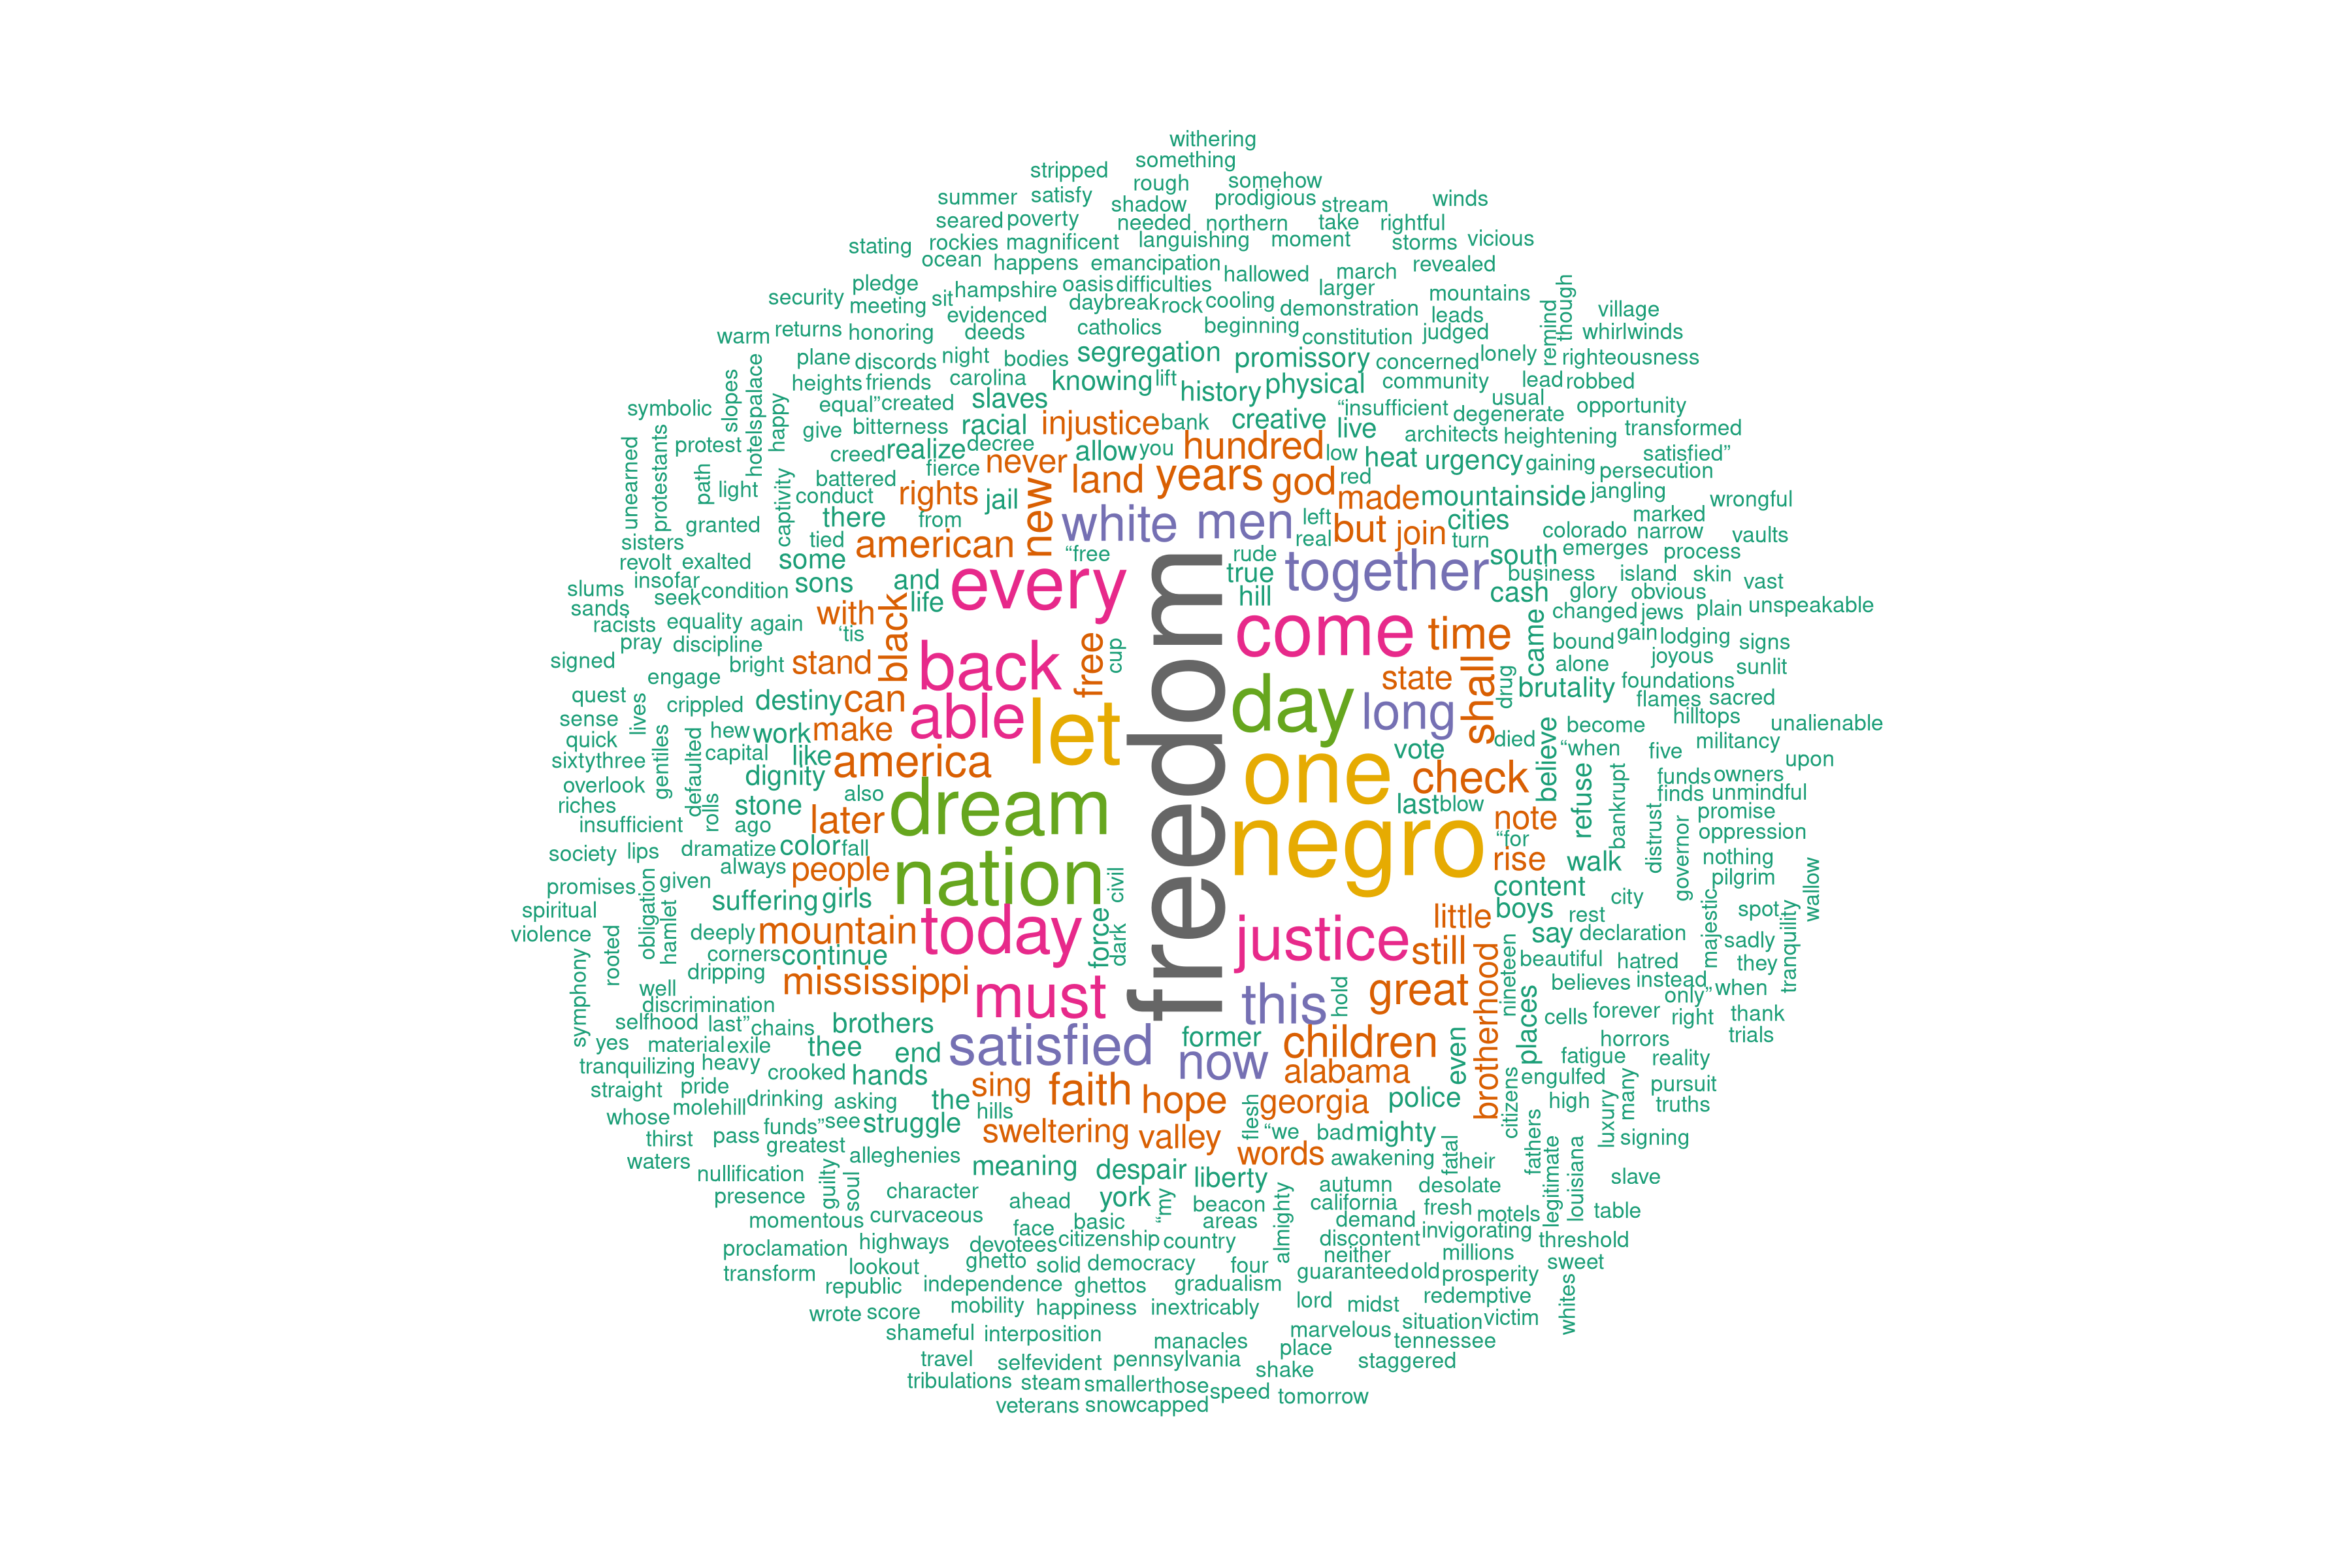 withering
something
stripped
rough somehow
summer satisfy shadow prodigious stream winds
seared poverty needed northern take rightful
stating rockies magnificent languishing moment storms vicious
ocean happens emancipation hallowed march revealed
pledge hampshire oasis difficulties larger mountains though
security meeting sit evidenced daybreak rock cooling demonstration leads remind village
warm returns honoring deeds catholics beginning constitution judged whirlwinds
plane discords night bodies segregation promissory concerned lonely righteousness
slopes hotelspalace heights friends carolina knowing lift history physical community lead robbed
symbolic happy equal” created slaves “insufficient usual degenerate opportunity
give bitterness racial injustice bank creative live architects heightening transformed
unearned protestants protest creed realize decree never allow you hundred low heat urgency gaining satisfied”
path light battered fierce land years god red persecution
captivity conduct rights jail new made mountainside jangling wrongful
granted there from white men left but join cities marked
sisters tied american real turn colorado narrow vaults
revolt exalted some “free rude south emerges process
slums insofar condition sons and every true together business island skin vast
sands seek life hill cash glory obvious
racists equality again with black come time came changed jews plain unspeakable
pray discipline ‘tis free cup bound gain lodging signs
signed bright stand back state shall drug alone joyous sunlit
engage day brutality foundations
quest lives crippled destiny can able let freedom long flames sacred
sense hew work make become hilltops unalienable
quick gentiles defaulted capital like vote died believe “when five militancy upon
sixtythree dignity america one check refuse bankrupt funds owners
overlook rolls also finds unmindful
riches stone dream last blow note distrust promise
insufficient ago later negro “for oppression
society lips dramatize color fall rise walk governor nothing
always people nation civil pilgrim
promises obligation given suffering girls content city wallow
spiritual hamlet today force little boys rest majestic spot tranquility
violence rooted deeply mountain dark justice still say declaration sadly
corners continue brotherhood nineteen beautiful hatred they
symphony dripping mississippi great believes instead when
well must this hold places only”
discrimination
selfhood last” chains brothers former children even cells forever right thank
yes material exile thee end satisfied now horrors trials
tranquilizing heavy crooked hands alabama engulfed fatigue reality
straight pride drinking asking the sing faith hope georgia police citizens high luxury many pursuit
whose molehill hills flesh truths
thirst pass funds” see struggle sweltering valley “we bad mighty fathers signing
waters greatest alleghenies words awakening fatal heir legitimate louisiana
nullification guilty soul meaning despair liberty slave
presence character ahead york “my beacon almighty autumn desolate
momentous curvaceous face basic areas california fresh motels table
proclamation highways devotees citizenship country demand invigorating threshold
transform lookout ghetto solid democracy four discontent neither millions sweet
republic independence ghettos gradualism guaranteed old prosperity whites
wrote score mobility happiness inextricably lord midst redemptive
shameful interposition manacles marvelous situation victim
travel selfevident pennsylvania place tennessee
tribulations steam smaller those shake staggered
veterans snowcapped speed tomorrow